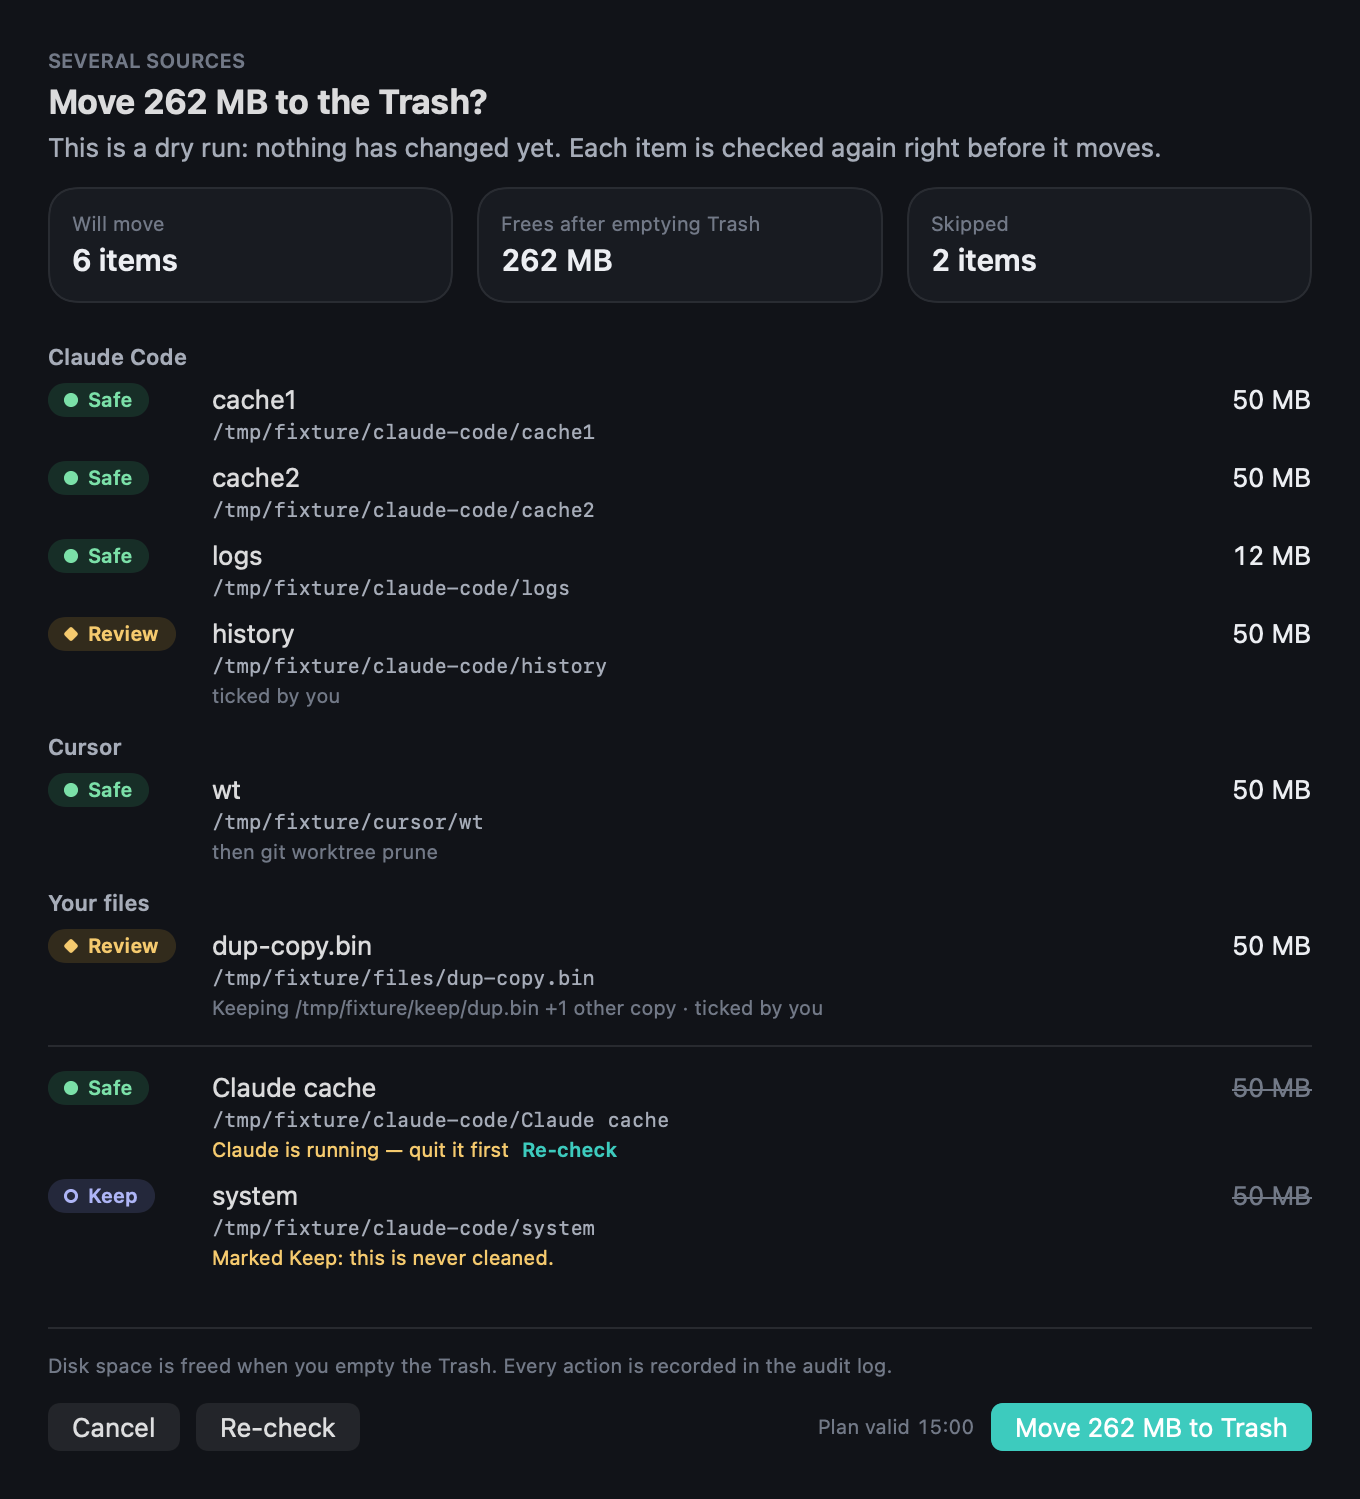 SEVERAL SOURCES
Move 262 MB to the Trash?
This is a dry run: nothing has changed yet. Each item is checked again right before it moves.
Will move
6 items
Frees after emptying Trash
262 MB
Skipped
2 items
Claude Code
Safe
cache1
50 MB
/tmp/fixture/claude-code/cache1
Safe
cache2
50 MB
/tmp/fixture/claude-code/cache2
Safe
logs
12 MB
/tmp/fixture/claude-code/logs
Review
history
50 MB
/tmp/fixture/claude-code/history
ticked by you
Cursor
Safe
wt
50 MB
/tmp/fixture/cursor/wt
then git worktree prune
Your files
Review
dup-copy.bin
50 MB
/tmp/fixture/files/dup-copy.bin
Keeping /tmp/fixture/keep/dup.bin +1 other copy · ticked by you
Safe
Claude cache
50 MB
/tmp/fixture/claude-code/Claude cache
Claude is running — quit it first Re-check
Keep
system
50 MB
/tmp/fixture/claude-code/system
Marked Keep: this is never cleaned.
Disk space is freed when you empty the Trash. Every action is recorded in the audit log.
Cancel
Re-check
Plan valid 15:00
Move 262 MB to Trash